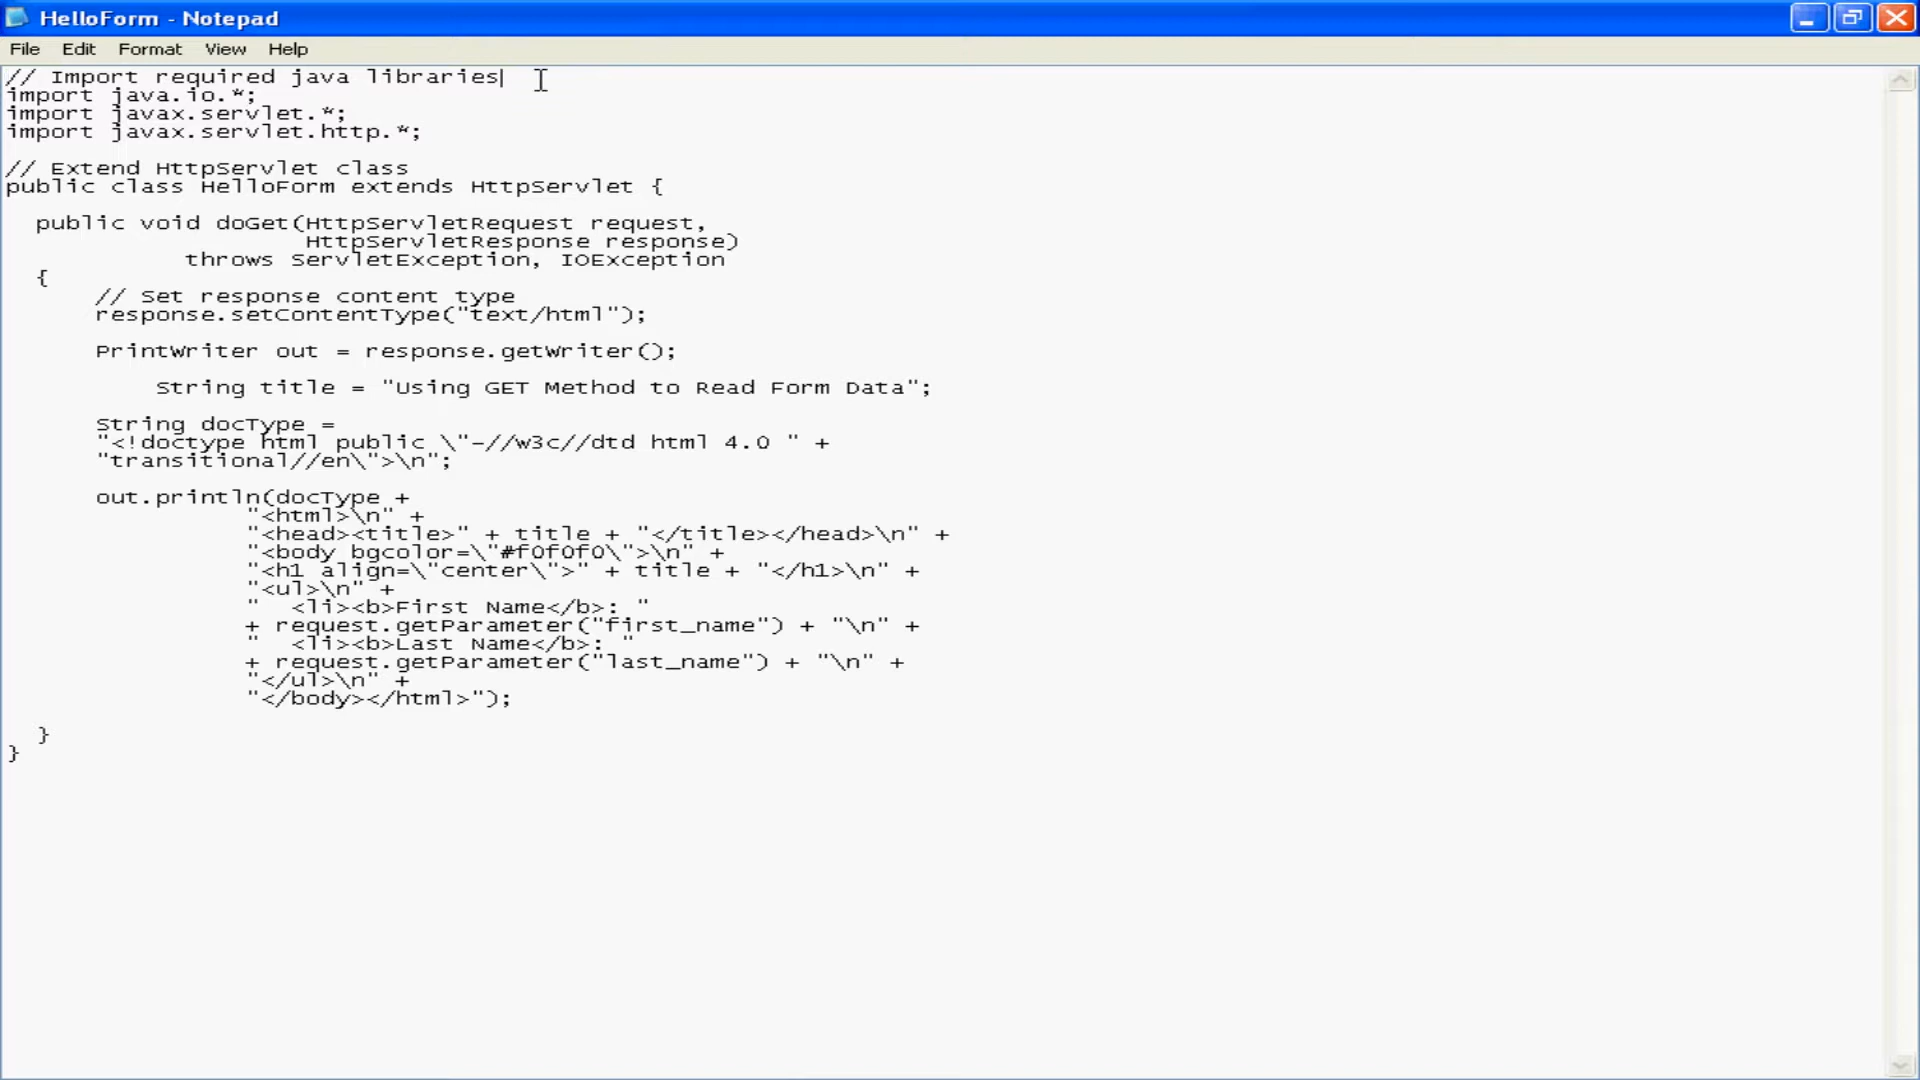 HelloForm - Notepad
File Edit Format View Help
// Import required java libraries
import java.io.*;
import javax.servlet.*;
import javax.servlet.http.*;
// Extend HttpServlet class
public class HelloForm extends HttpServlet {
  public void doGet(HttpServletRequest request,
                    HttpServletResponse response)
            throws ServletException, IOException
  {
      // Set response content type
      response.setContentType("text/html");
      PrintWriter out = response.getWriter();
          String title = "Using GET Method to Read Form Data";
      String docType =
      "<!doctype html public \"-//w3c//dtd html 4.0 " +
      "transitional//en\">\n";
      out.println(docType +
                "<html>\n" +
                "<head><title>" + title + "</title></head>\n" +
                "<body bgcolor=\"#f0f0f0\">\n" +
                "<h1 align=\"center\">" + title + "</h1>\n" +
                "<ul>\n" +
                "  <li><b>First Name</b>: "
                + request.getParameter("first_name") + "\n" +
                "  <li><b>Last Name</b>: "
                + request.getParameter("last_name") + "\n" +
                "</ul>\n" +
                "</body></html>");
  }
}